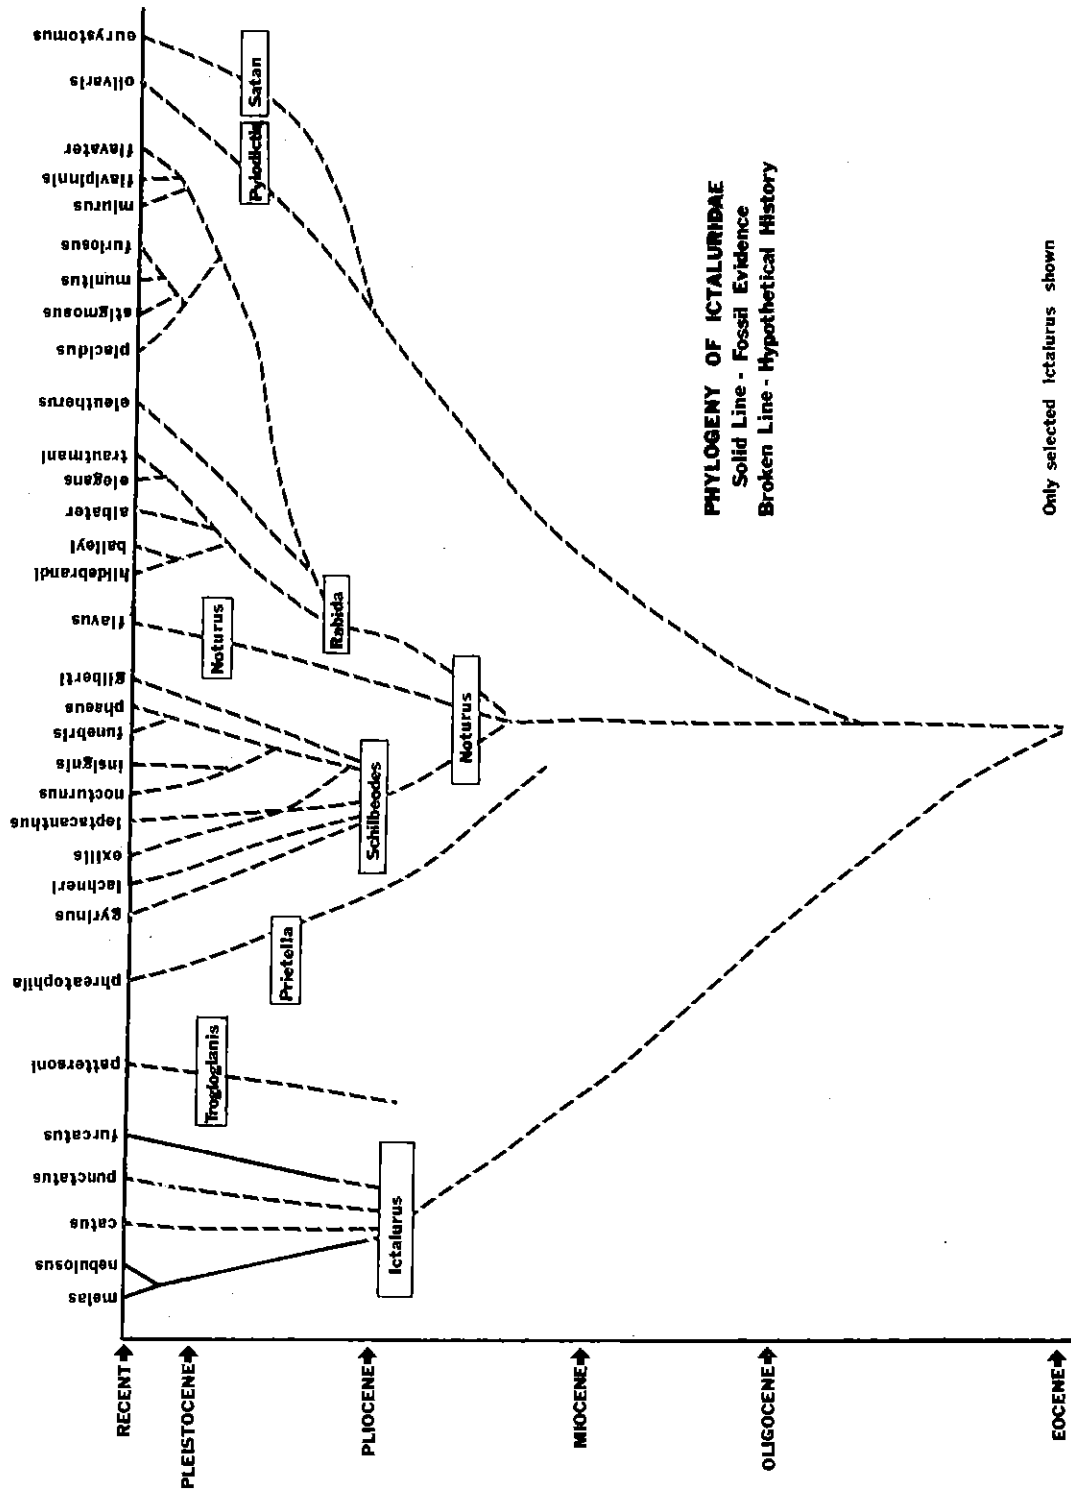 eurystomus
olivaris
flavater
flavipinnis
miurus
furiosus
munitus
stigmosus
placidus
eleutherus
trautmani
elegans
albater
baileyi
hildebrandi
flavus
gilberti
phaeus
funebris
insignis
nocturnus
leptacanthus
exilis
lachneri
gyrinus
phreatophila
pattersoni
furcatus
punctatus
catus
nebulosus
melas
Satan
Pylodictis
Rabida
Noturus
Noturus
Schilbeodes
Prietella
Trogloglanis
Ictalurus
PHYLOGENY OF ICTALURIDAE
Solid Line - Fossil Evidence
Broken Line - Hypothetical History
Only selected Ictalurus shown
RECENT
PLEISTOCENE
PLIOCENE
MIOCENE
OLIGOCENE
EOCENE